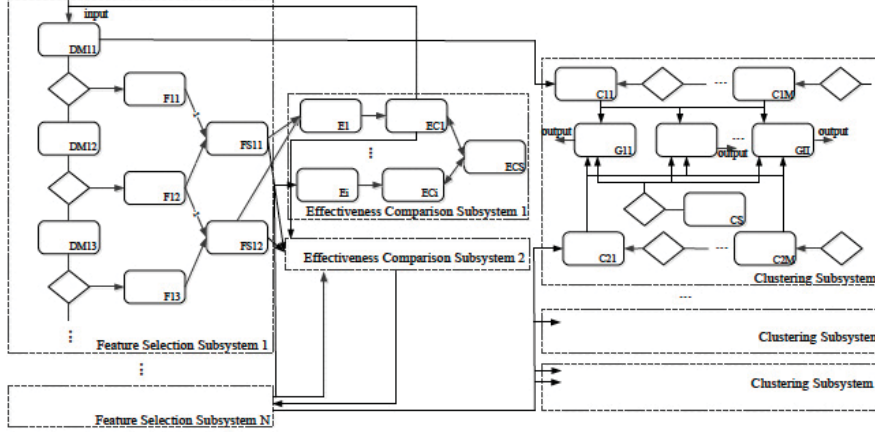 input
DM11
F11
DM12
FS11
F12
DM13
FS12
F13
Feature Selection Subsystem 1
Feature Selection Subsystem N
E1
EC1
ECS
Ei
ECi
Effectiveness Comparison Subsystem 1
Effectiveness Comparison Subsystem 2
C11
C1M
output
G11
output
output
CS
C21
C2M
Clustering Subsystem
Clustering Subsystem
Clustering Subsystem